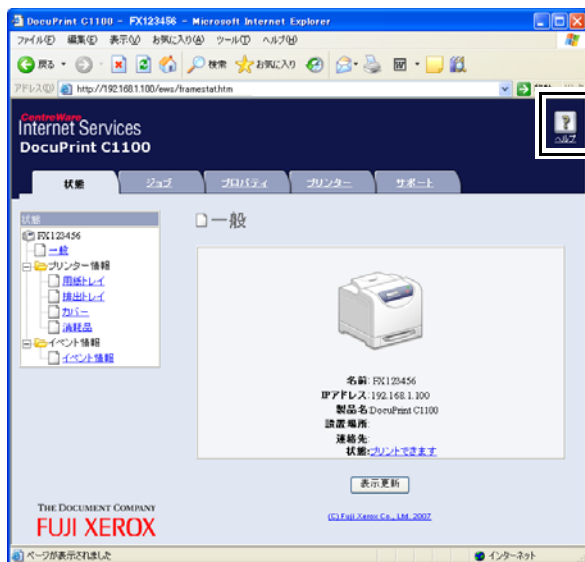 DocuPrint C1100 - FX123456 - Microsoft Internet Explorer
ファイル(F) 編集(E) 表示(V) お気に入り(A) ツール(T) ヘルプ(H)
戻る 検索 お気に入り
アドレス(D) http://192.168.1.100/ews/framestat.htm
CentreWare
Internet Services
DocuPrint C1100
ヘルプ
状態 ジョブ プロパティ プリンター サポート
状態
FX123456
一般
プリンター情報
用紙トレイ
排出トレイ
カバー
消耗品
イベント情報
イベント情報
一般
名前: FX123456
IPアドレス: 192.168.1.100
製品名: DocuPrint C1100
設置場所:
連絡先:
状態: プリントできます
表示更新
(C) Fuji Xerox Co., Ltd. 2007
THE DOCUMENT COMPANY
FUJI XEROX
ページが表示されました インターネット